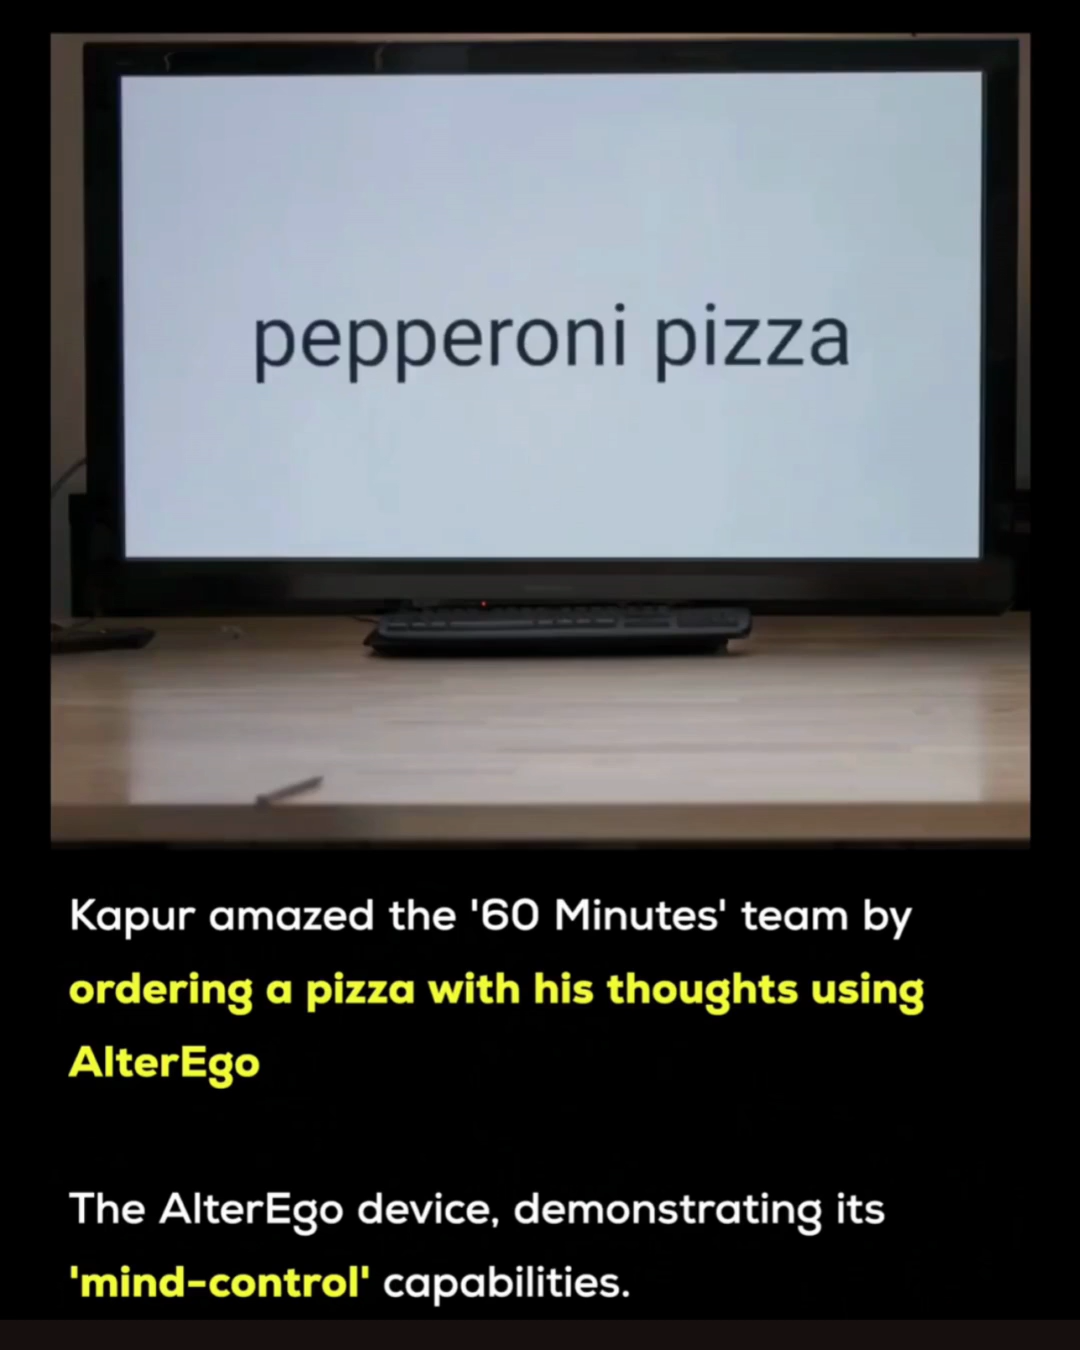 pepperoni pizza
Kapur amazed the '60 Minutes' team by
ordering a pizza with his thoughts using
AlterEgo
The AlterEgo device, demonstrating its
'mind-control' capabilities.